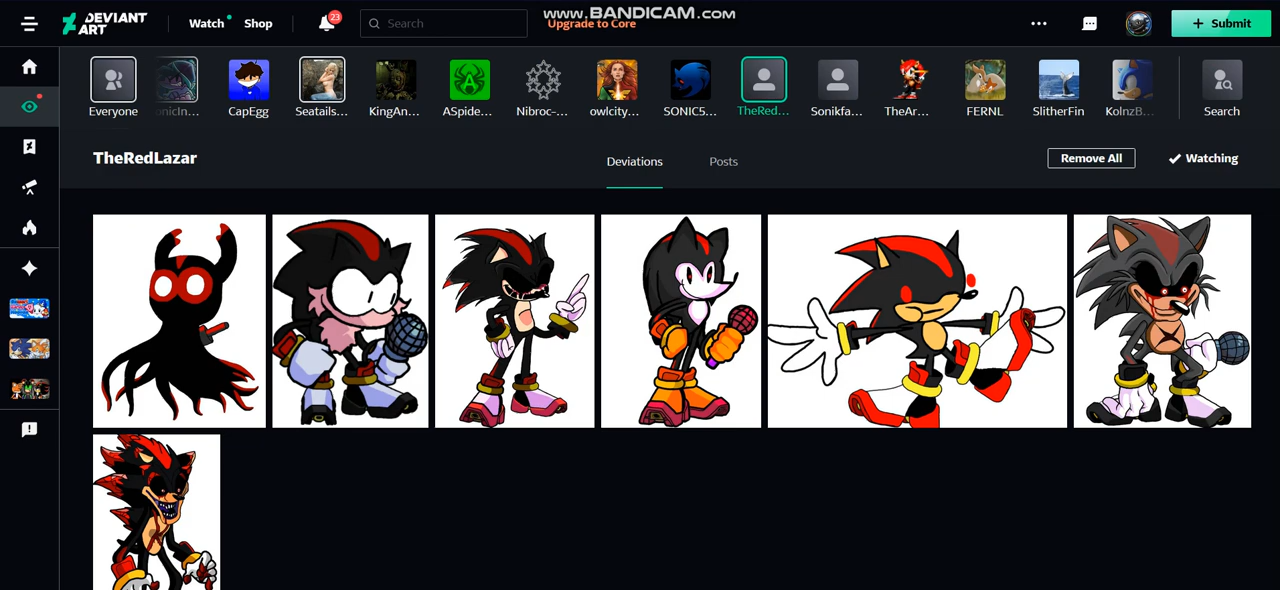 www.BANDICAM.com
DEVIANT ART
Watch
Shop
23
Search
Upgrade to Core
+ Submit
Everyone
onicIn...
CapEgg
Seatails...
KingAn...
ASpide...
Nibroc-...
owlcity...
SONIC5...
TheRed...
Sonikfa...
TheAr...
FERNL
SlitherFin
KolnzB...
Search
TheRedLazar
Deviations
Posts
Remove All
Watching